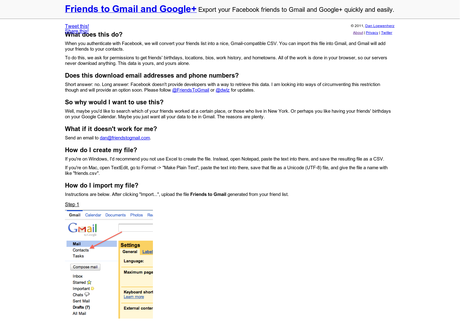 Friends to Gmail and Google+ Export your Facebook friends to Gmail and Google+ quickly and easily.
Tweet this!
Share this!
© 2011. Dan Loewenherz
About | Privacy | Twitter
What does this do?
When you authenticate with Facebook, we will convert your friends list into a nice, Gmail-compatible CSV. You can import this file into Gmail, and Gmail will add
your friends to your contacts.
To do this, we ask for permissions to get friends' birthdays, locations, bios, work history, and hometowns. All of the work is done in your browser, so our servers
never download anything. This data is yours, and yours alone.
Does this download email addresses and phone numbers?
Short answer: no. Long answer: Facebook doesn't provide developers with a way to retrieve this data. I am looking into ways of circumventing this restriction
though and will provide an option soon. Please follow @FriendsToGmail or @dwlz for updates.
So why would I want to use this?
Well, maybe you'd like to search which of your friends worked at a certain place, or those who live in New York. Or perhaps you like having your friends' birthday
on your Google Calendar. Maybe you just want all your data to be in Gmail. The reasons are plenty.
What if it doesn't work for me?
Send an email to dan@friendstogmail.com.
How do I create my file?
If you're on Windows, I'd recommend you not use Excel to create the file. Instead, open Notepad, paste the text into there, and save the resulting file as a CSV.
If you're on Mac, open TextEdit, go to Format -> "Make Plain Text", paste the text into there, save that file as a Unicode (UTF-8) file, and give the file a name with
like "friends.csv".
How do I import my file?
Instructions are below. After clicking "Import...", upload the file Friends to Gmail generated from your friend list.
Step 1
Gmail Calendar Documents Photos Rea
Gmail
by Google
Mail
Contacts
Tasks
Compose mail
Inbox
Starred (2)
Important
Chats
Sent Mail
Drafts (7)
All Mail
Settings
General Label
Language:
Maximum page
Keyboard short
Learn more
External conten